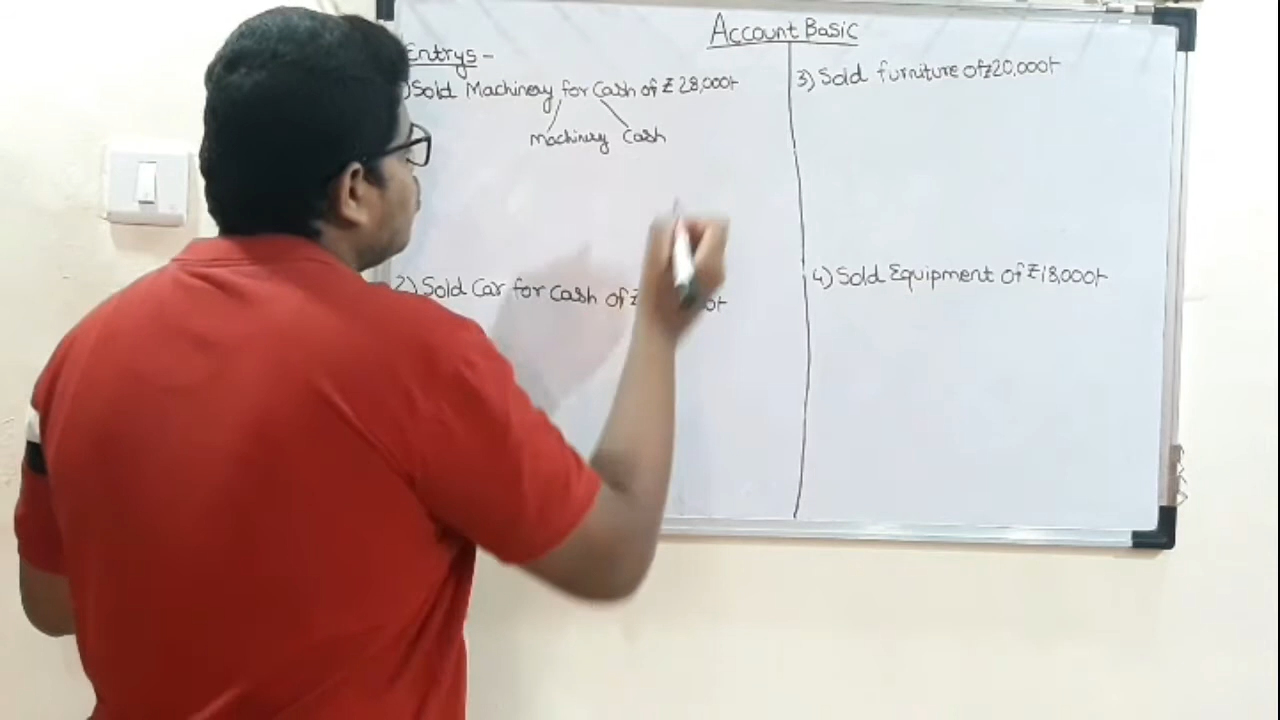 Account Basic
Entrys -
)Sold Machinery for Cash of ₹ 28,000/-
machinery Cash
2) Sold Car for Cash of ₹
3) Sold furniture of ₹20,000/-
4) Sold Equipment of ₹18,000/-